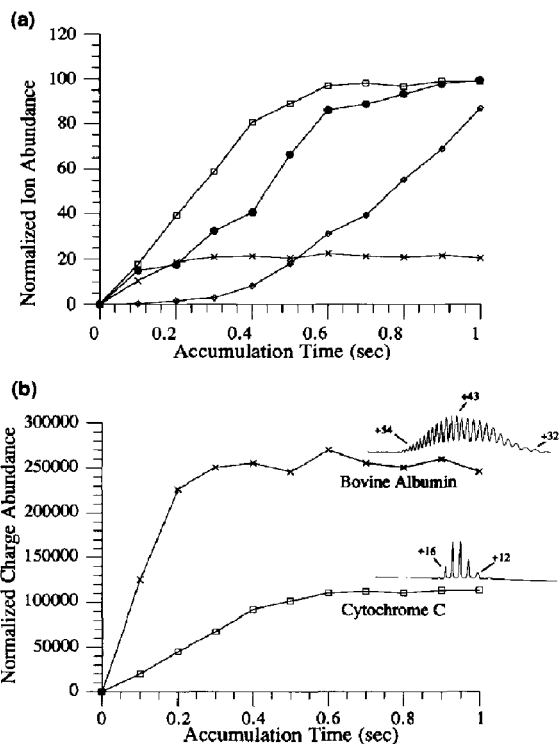 (a)
120
100
80
60
40
20
0
Normalized Ion Abundance
0 0.2 0.4 0.6 0.8 1
Accumulation Time (sec)
(b)
300000
250000
200000
150000
100000
50000
0
Normalized Charge Abundance
+54
+43
+32
Bovine Albumin
+16
+12
Cytochrome C
0 0.2 0.4 0.6 0.8 1
Accumulation Time (sec)